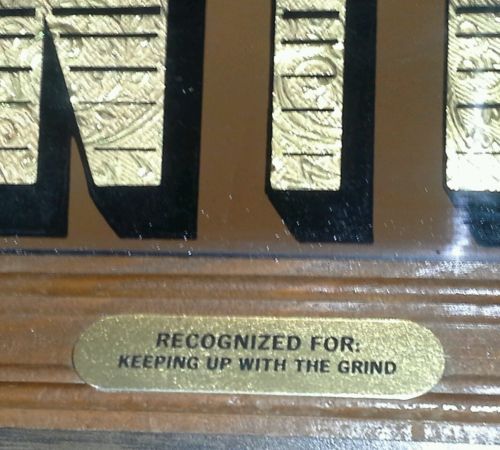 RECOGNIZED FOR:
KEEPING UP WITH THE GRIND